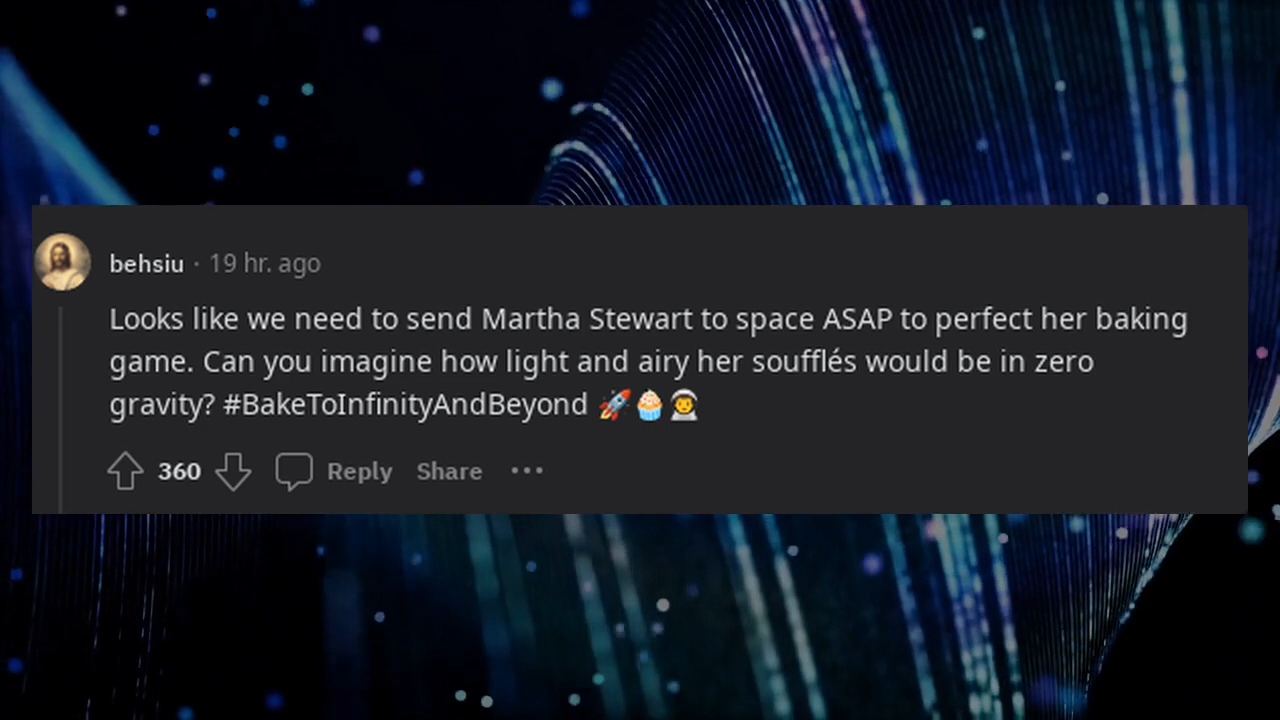 behsiu · 19 hr. ago
Looks like we need to send Martha Stewart to space ASAP to perfect her baking
game. Can you imagine how light and airy her soufflés would be in zero
gravity? #BakeToInfinityAndBeyond 🚀🧁👨‍🚀
360 Reply Share ···